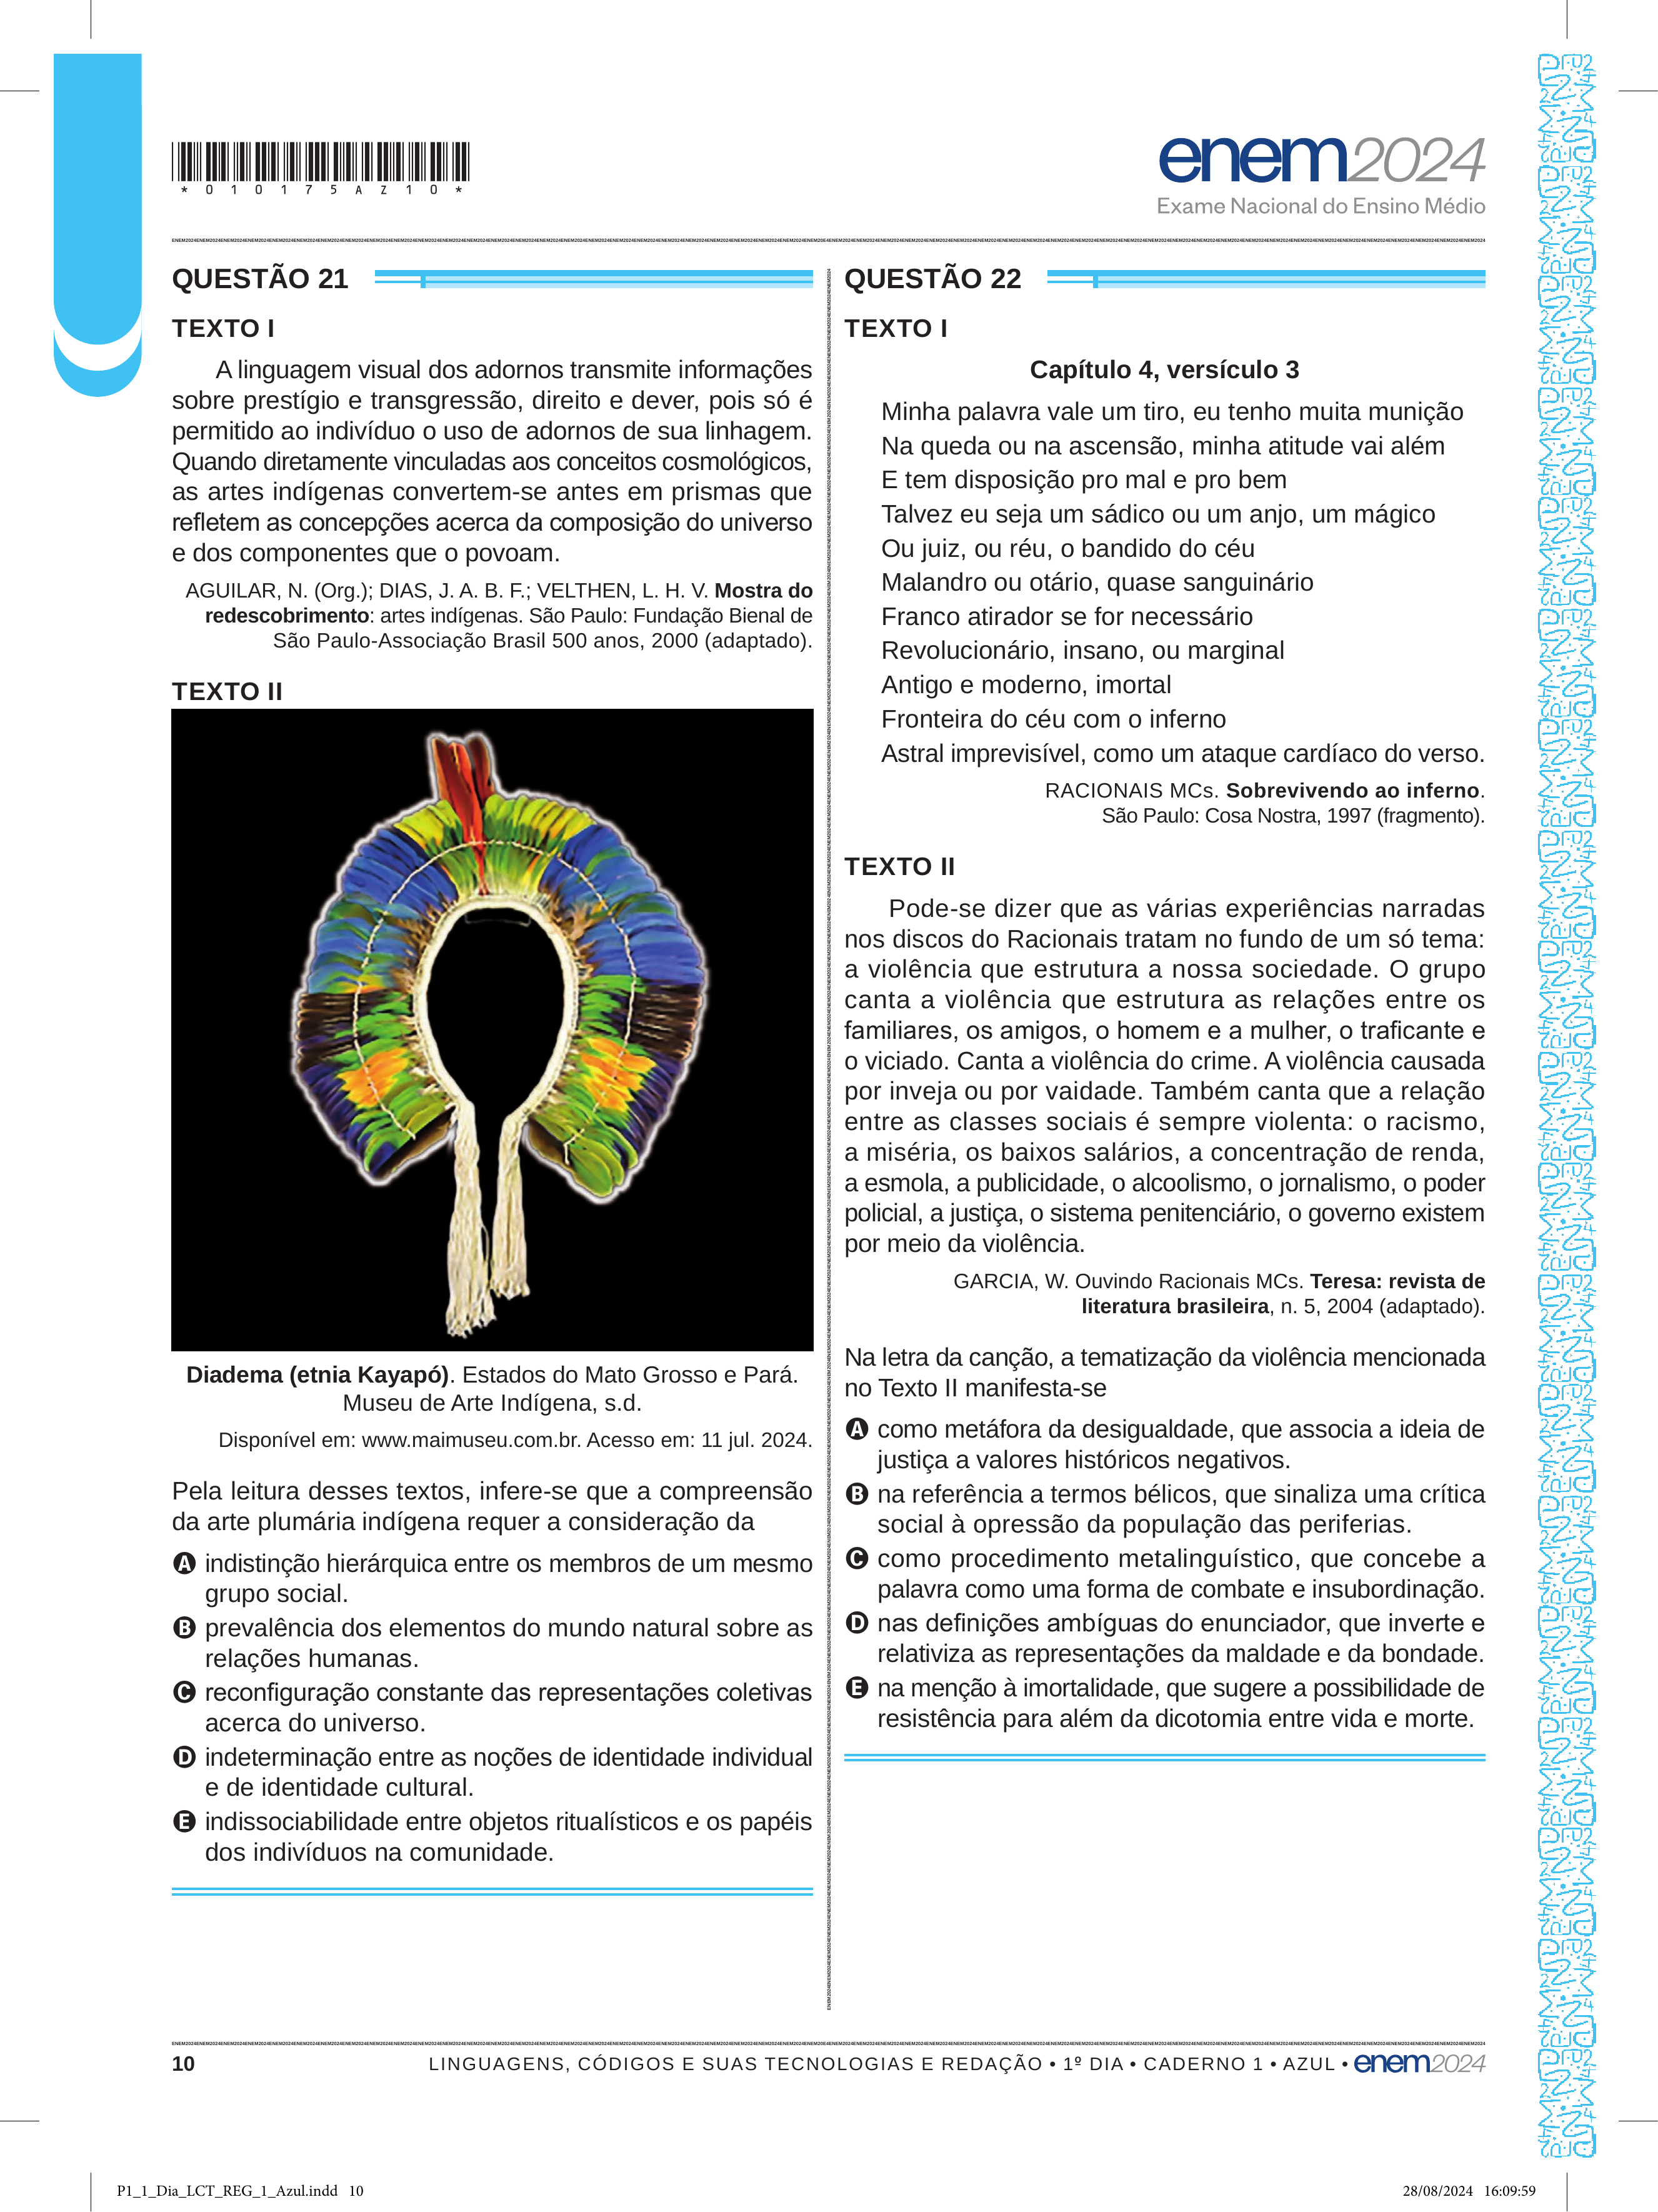 *010175AZ10*
enem2024
Exame Nacional do Ensino Médio
QUESTÃO 21
TEXTO I
A linguagem visual dos adornos transmite informações
sobre prestígio e transgressão, direito e dever, pois só é
permitido ao indivíduo o uso de adornos de sua linhagem.
Quando diretamente vinculadas aos conceitos cosmológicos,
as artes indígenas convertem-se antes em prismas que
refletem as concepções acerca da composição do universo
e dos componentes que o povoam.
AGUILAR, N. (Org.); DIAS, J. A. B. F.; VELTHEN, L. H. V. Mostra do
redescobrimento: artes indígenas. São Paulo: Fundação Bienal de
São Paulo-Associação Brasil 500 anos, 2000 (adaptado).
TEXTO II
Diadema (etnia Kayapó). Estados do Mato Grosso e Pará.
Museu de Arte Indígena, s.d.
Disponível em: www.maimuseu.com.br. Acesso em: 11 jul. 2024.
Pela leitura desses textos, infere-se que a compreensão
da arte plumária indígena requer a consideração da
A indistinção hierárquica entre os membros de um mesmo
grupo social.
B prevalência dos elementos do mundo natural sobre as
relações humanas.
C reconfiguração constante das representações coletivas
acerca do universo.
D indeterminação entre as noções de identidade individual
e de identidade cultural.
E indissociabilidade entre objetos ritualísticos e os papéis
dos indivíduos na comunidade.
QUESTÃO 22
TEXTO I
Capítulo 4, versículo 3
Minha palavra vale um tiro, eu tenho muita munição
Na queda ou na ascensão, minha atitude vai além
E tem disposição pro mal e pro bem
Talvez eu seja um sádico ou um anjo, um mágico
Ou juiz, ou réu, o bandido do céu
Malandro ou otário, quase sanguinário
Franco atirador se for necessário
Revolucionário, insano, ou marginal
Antigo e moderno, imortal
Fronteira do céu com o inferno
Astral imprevisível, como um ataque cardíaco do verso.
RACIONAIS MCs. Sobrevivendo ao inferno.
São Paulo: Cosa Nostra, 1997 (fragmento).
TEXTO II
Pode-se dizer que as várias experiências narradas
nos discos do Racionais tratam no fundo de um só tema:
a violência que estrutura a nossa sociedade. O grupo
canta a violência que estrutura as relações entre os
familiares, os amigos, o homem e a mulher, o traficante e
o viciado. Canta a violência do crime. A violência causada
por inveja ou por vaidade. Também canta que a relação
entre as classes sociais é sempre violenta: o racismo,
a miséria, os baixos salários, a concentração de renda,
a esmola, a publicidade, o alcoolismo, o jornalismo, o poder
policial, a justiça, o sistema penitenciário, o governo existem
por meio da violência.
GARCIA, W. Ouvindo Racionais MCs. Teresa: revista de
literatura brasileira, n. 5, 2004 (adaptado).
Na letra da canção, a tematização da violência mencionada
no Texto II manifesta-se
A como metáfora da desigualdade, que associa a ideia de
justiça a valores históricos negativos.
B na referência a termos bélicos, que sinaliza uma crítica
social à opressão da população das periferias.
C como procedimento metalinguístico, que concebe a
palavra como uma forma de combate e insubordinação.
D nas definições ambíguas do enunciador, que inverte e
relativiza as representações da maldade e da bondade.
E na menção à imortalidade, que sugere a possibilidade de
resistência para além da dicotomia entre vida e morte.
10
LINGUAGENS, CÓDIGOS E SUAS TECNOLOGIAS E REDAÇÃO • 1º DIA • CADERNO 1 • AZUL • enem2024
P1_1_Dia_LCT_REG_1_Azul.indd 10
28/08/2024 16:09:59